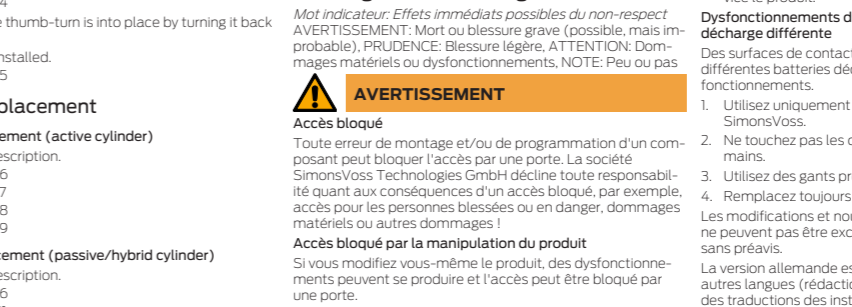 4
thumb-turn is into place by turning it back
nstalled.
5
placement
ement (active cylinder)
escription.
6
7
8
9
cement (passive/hybrid cylinder)
escription.
6
Mot indicateur: Effets immédiats possibles du non-respect
AVERTISSEMENT: Mort ou blessure grave (possible, mais im-
probable), PRUDENCE: Blessure légère, ATTENTION: Dom-
mages matériels ou dysfonctionnements, NOTE: Peu ou pas
AVERTISSEMENT
Accès bloqué
Toute erreur de montage et/ou de programmation d'un com-
posant peut bloquer l'accès par une porte. La société
SimonsVoss Technologies GmbH décline toute responsabil-
ité quant aux conséquences d'un accès bloqué, par exemple,
accès pour les personnes blessées ou en danger, dommages
matériels ou autres dommages !
Accès bloqué par la manipulation du produit
Si vous modifiez vous-même le produit, des dysfonctionne-
ments peuvent se produire et l'accès peut être bloqué par
une porte.
Dysfonctionnements d
décharge différente
Des surfaces de contac
différentes batteries déc
fonctionnements.
1. Utilisez uniquement
SimonsVoss.
2. Ne touchez pas les
mains.
3. Utilisez des gants pr
4. Remplacez toujours
Les modifications et nou
ne peuvent pas être exc
sans préavis.
La version allemande es
autres langues (rédactio
des traductions des inst